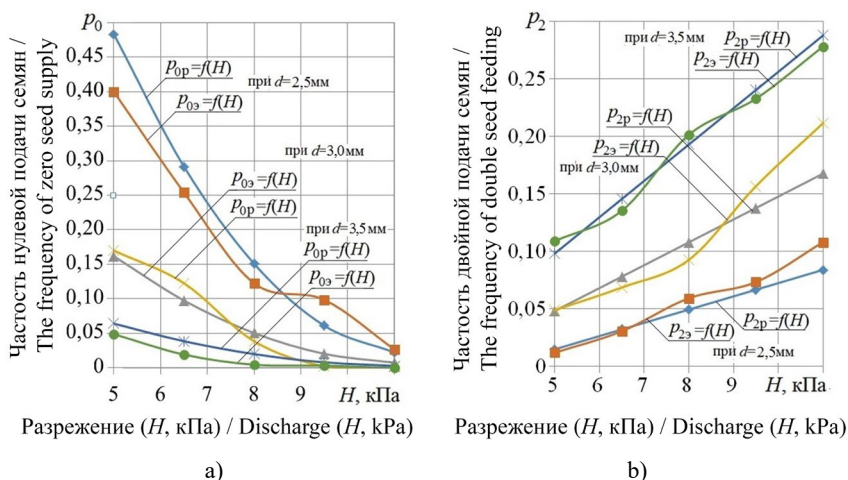 p₀
0,45
0,40
0,35
0,30
0,25
0,20
0,15
0,10
0,05
0
Частость нулевой подачи семян /
The frequency of zero seed supply
p₀р=f(H)
при d=2,5мм
p₀э=f(H)
при d=3,0мм
p₀э=f(H)
p₀р=f(H)
при d=3,5мм
p₀р=f(H)
p₀э=f(H)
5 6 7 8 9 H, кПа
Разрежение (H, кПа) / Discharge (H, kPa)
а)
p₂
0,25
0,20
0,15
0,10
0,05
0
Частость двойной подачи семян /
The frequency of double seed feeding
при d=3,5мм
p₂р=f(H)
p₂э=f(H)
p₂р=f(H)
p₂э=f(H)
при d=3,0мм
p₂р=f(H)
p₂э=f(H)
при d=2,5мм
5 6 8 9 H, кПа
Разрежение (H, кПа) / Discharge (H, kPa)
b)